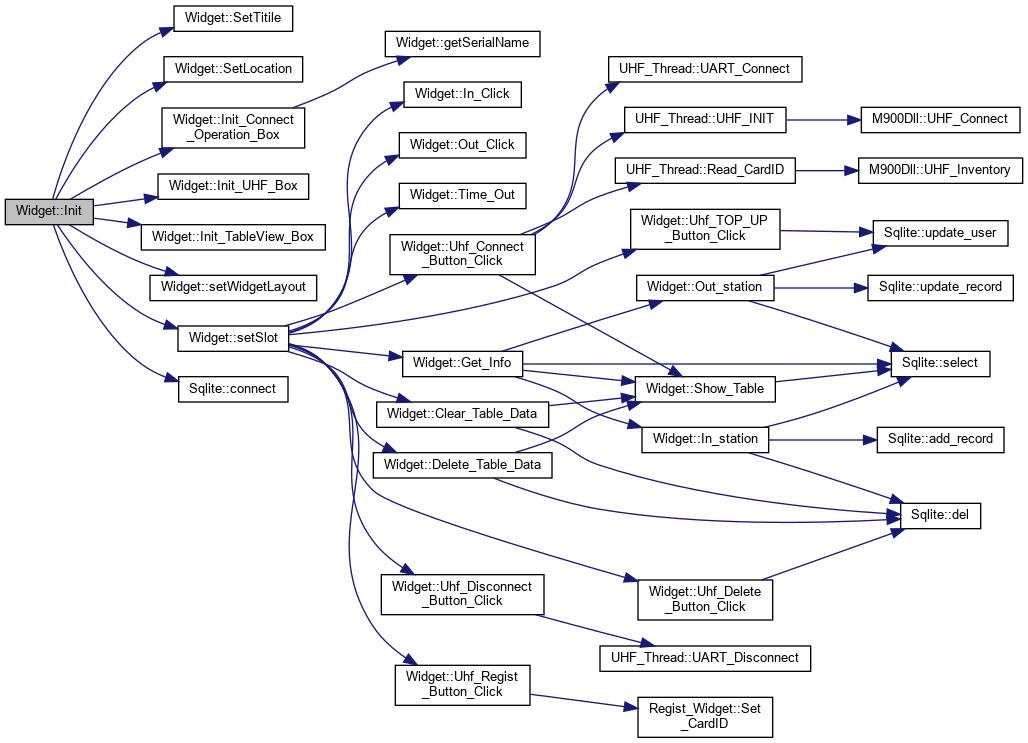 Widget::Init
Widget::SetTitile
Widget::SetLocation
Widget::Init_Connect
_Operation_Box
Widget::Init_UHF_Box
Widget::Init_TableView_Box
Widget::setWidgetLayout
Widget::setSlot
Sqlite::connect
Widget::getSerialName
Widget::In_Click
Widget::Out_Click
Widget::Time_Out
Widget::Uhf_Connect
_Button_Click
Widget::Get_Info
Widget::Clear_Table_Data
Widget::Delete_Table_Data
Widget::Uhf_Disconnect
_Button_Click
Widget::Uhf_Regist
_Button_Click
UHF_Thread::UART_Connect
UHF_Thread::UHF_INIT
UHF_Thread::Read_CardID
Widget::Uhf_TOP_UP
_Button_Click
Widget::Out_station
Widget::Show_Table
Widget::In_station
Widget::Uhf_Delete
_Button_Click
UHF_Thread::UART_Disconnect
Regist_Widget::Set
_CardID
M900Dll::UHF_Connect
M900Dll::UHF_Inventory
Sqlite::update_user
Sqlite::update_record
Sqlite::select
Sqlite::add_record
Sqlite::del